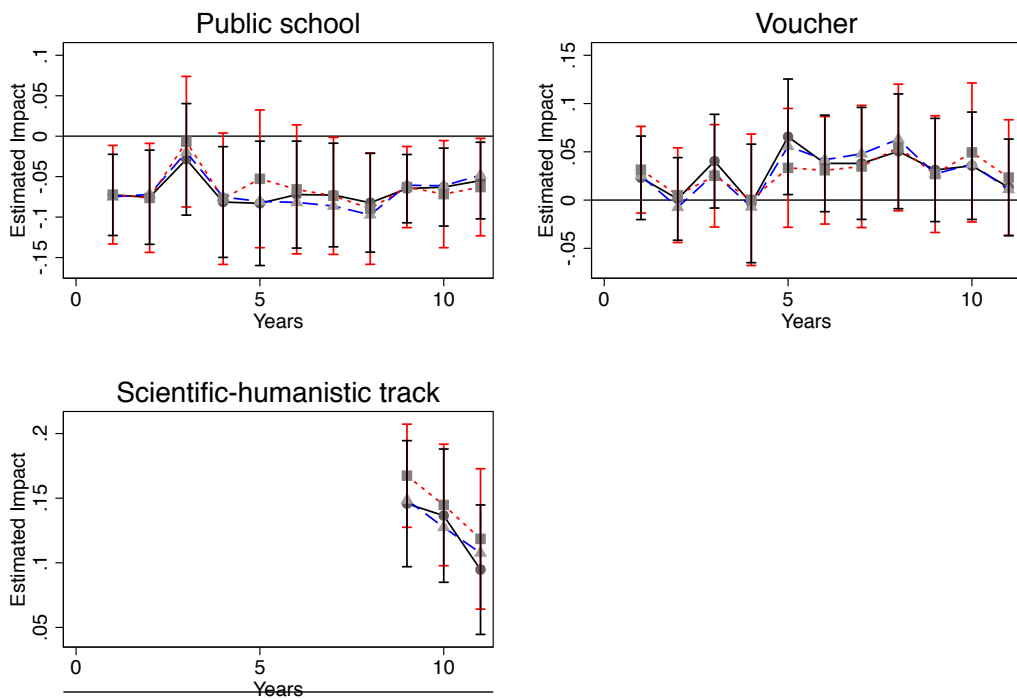 Public school
Estimated Impact
.1
.05
0
-.05
-.1
-.15
0
5
10
Years
Voucher
Estimated Impact
.15
.1
.05
0
-.05
0
5
10
Years
Scientific-humanistic track
Estimated Impact
.2
.15
.1
.05
0
5
10
Years